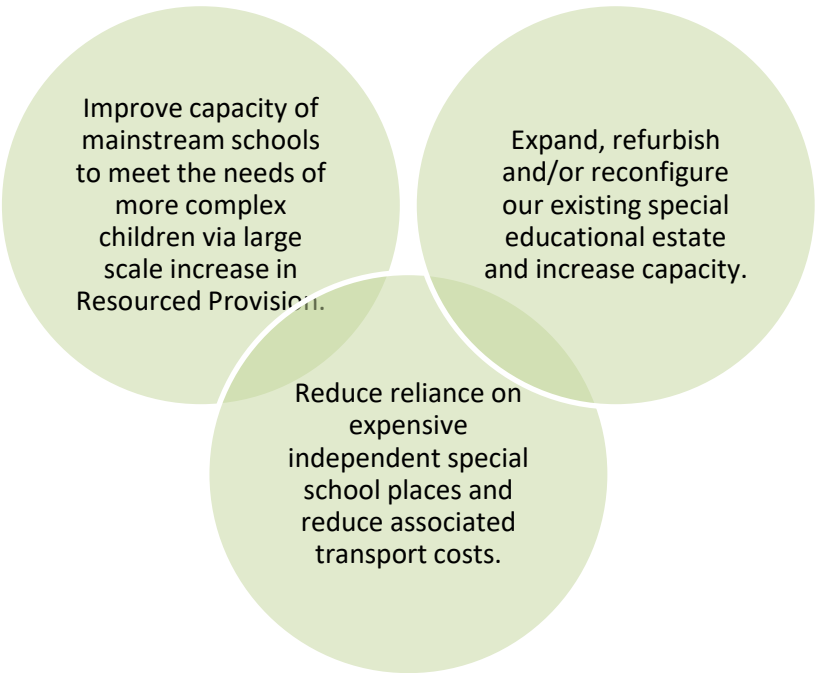 Improve capacity of
mainstream schools
to meet the needs of
more complex
children via large
scale increase in
Resourced Provision.
Expand, refurbish
and/or reconfigure
our existing special
educational estate
and increase capacity.
Reduce reliance on
expensive
independent special
school places and
reduce associated
transport costs.